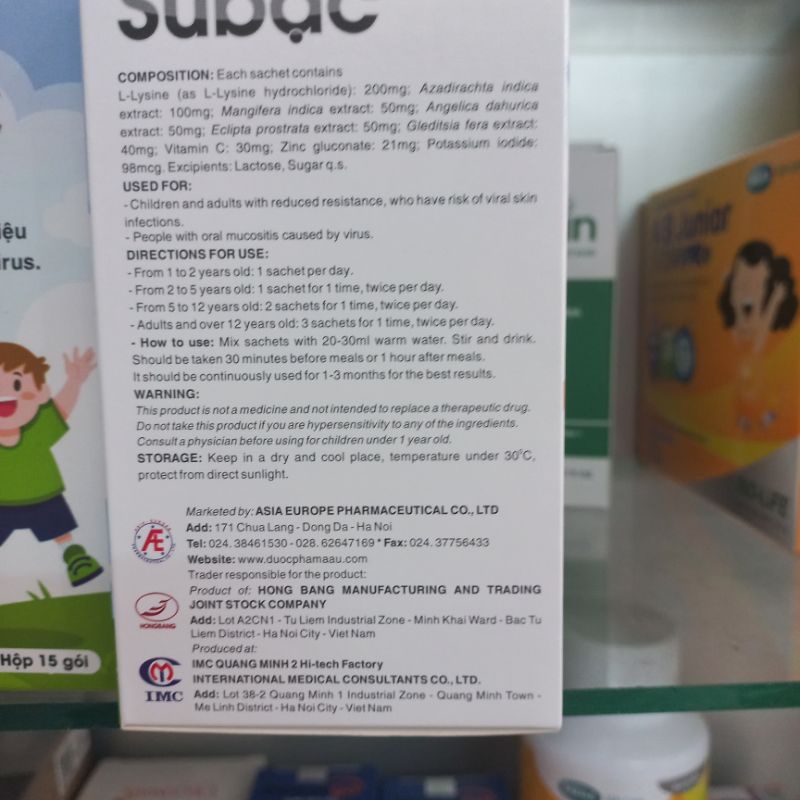 Subạc
COMPOSITION: Each sachet contains
L-Lysine (as L-Lysine hydrochloride): 200mg; Azadirachta indica
extract: 100mg; Mangifera indica extract: 50mg; Angelica dahurica
extract: 50mg; Eclipta prostrata extract: 50mg; Gleditsia fera extract:
40mg; Vitamin C: 30mg; Zinc gluconate: 21mg; Potassium iodide:
98mcg. Excipients: Lactose, Sugar q.s.
USED FOR:
- Children and adults with reduced resistance, who have risk of viral skin
infections.
- People with oral mucositis caused by virus.
DIRECTIONS FOR USE:
- From 1 to 2 years old: 1 sachet per day.
- From 2 to 5 years old: 1 sachet for 1 time, twice per day.
- From 5 to 12 years old: 2 sachets for 1 time, twice per day.
- Adults and over 12 years old: 3 sachets for 1 time, twice per day.
- How to use: Mix sachets with 20-30ml warm water. Stir and drink.
Should be taken 30 minutes before meals or 1 hour after meals.
It should be continuously used for 1-3 months for the best results.
WARNING:
This product is not a medicine and not intended to replace a therapeutic drug.
Do not take this product if you are hypersensitivity to any of the ingredients.
Consult a physician before using for children under 1 year old.
STORAGE: Keep in a dry and cool place, temperature under 30°C,
protect from direct sunlight.
Marketed by: ASIA EUROPE PHARMACEUTICAL CO., LTD
Add: 171 Chua Lang - Dong Da - Ha Noi
Tel: 024. 38461530 - 028. 62647169 * Fax: 024. 37756433
Website: www.duocphamaau.com
Trader responsible for the product:
Product of: HONG BANG MANUFACTURING AND TRADING
JOINT STOCK COMPANY
HONGBANG
Add: Lot A2CN1 - Tu Liem Industrial Zone - Minh Khai Ward - Bac Tu
Liem District - Ha Noi City - Viet Nam
Produced at:
IMC QUANG MINH 2 Hi-tech Factory
INTERNATIONAL MEDICAL CONSULTANTS CO., LTD.
IMC
Add: Lot 38-2 Quang Minh 1 Industrial Zone - Quang Minh Town -
Me Linh District - Ha Noi City - Viet Nam
iệu
irus.
Hộp 15 gói
in
Junior